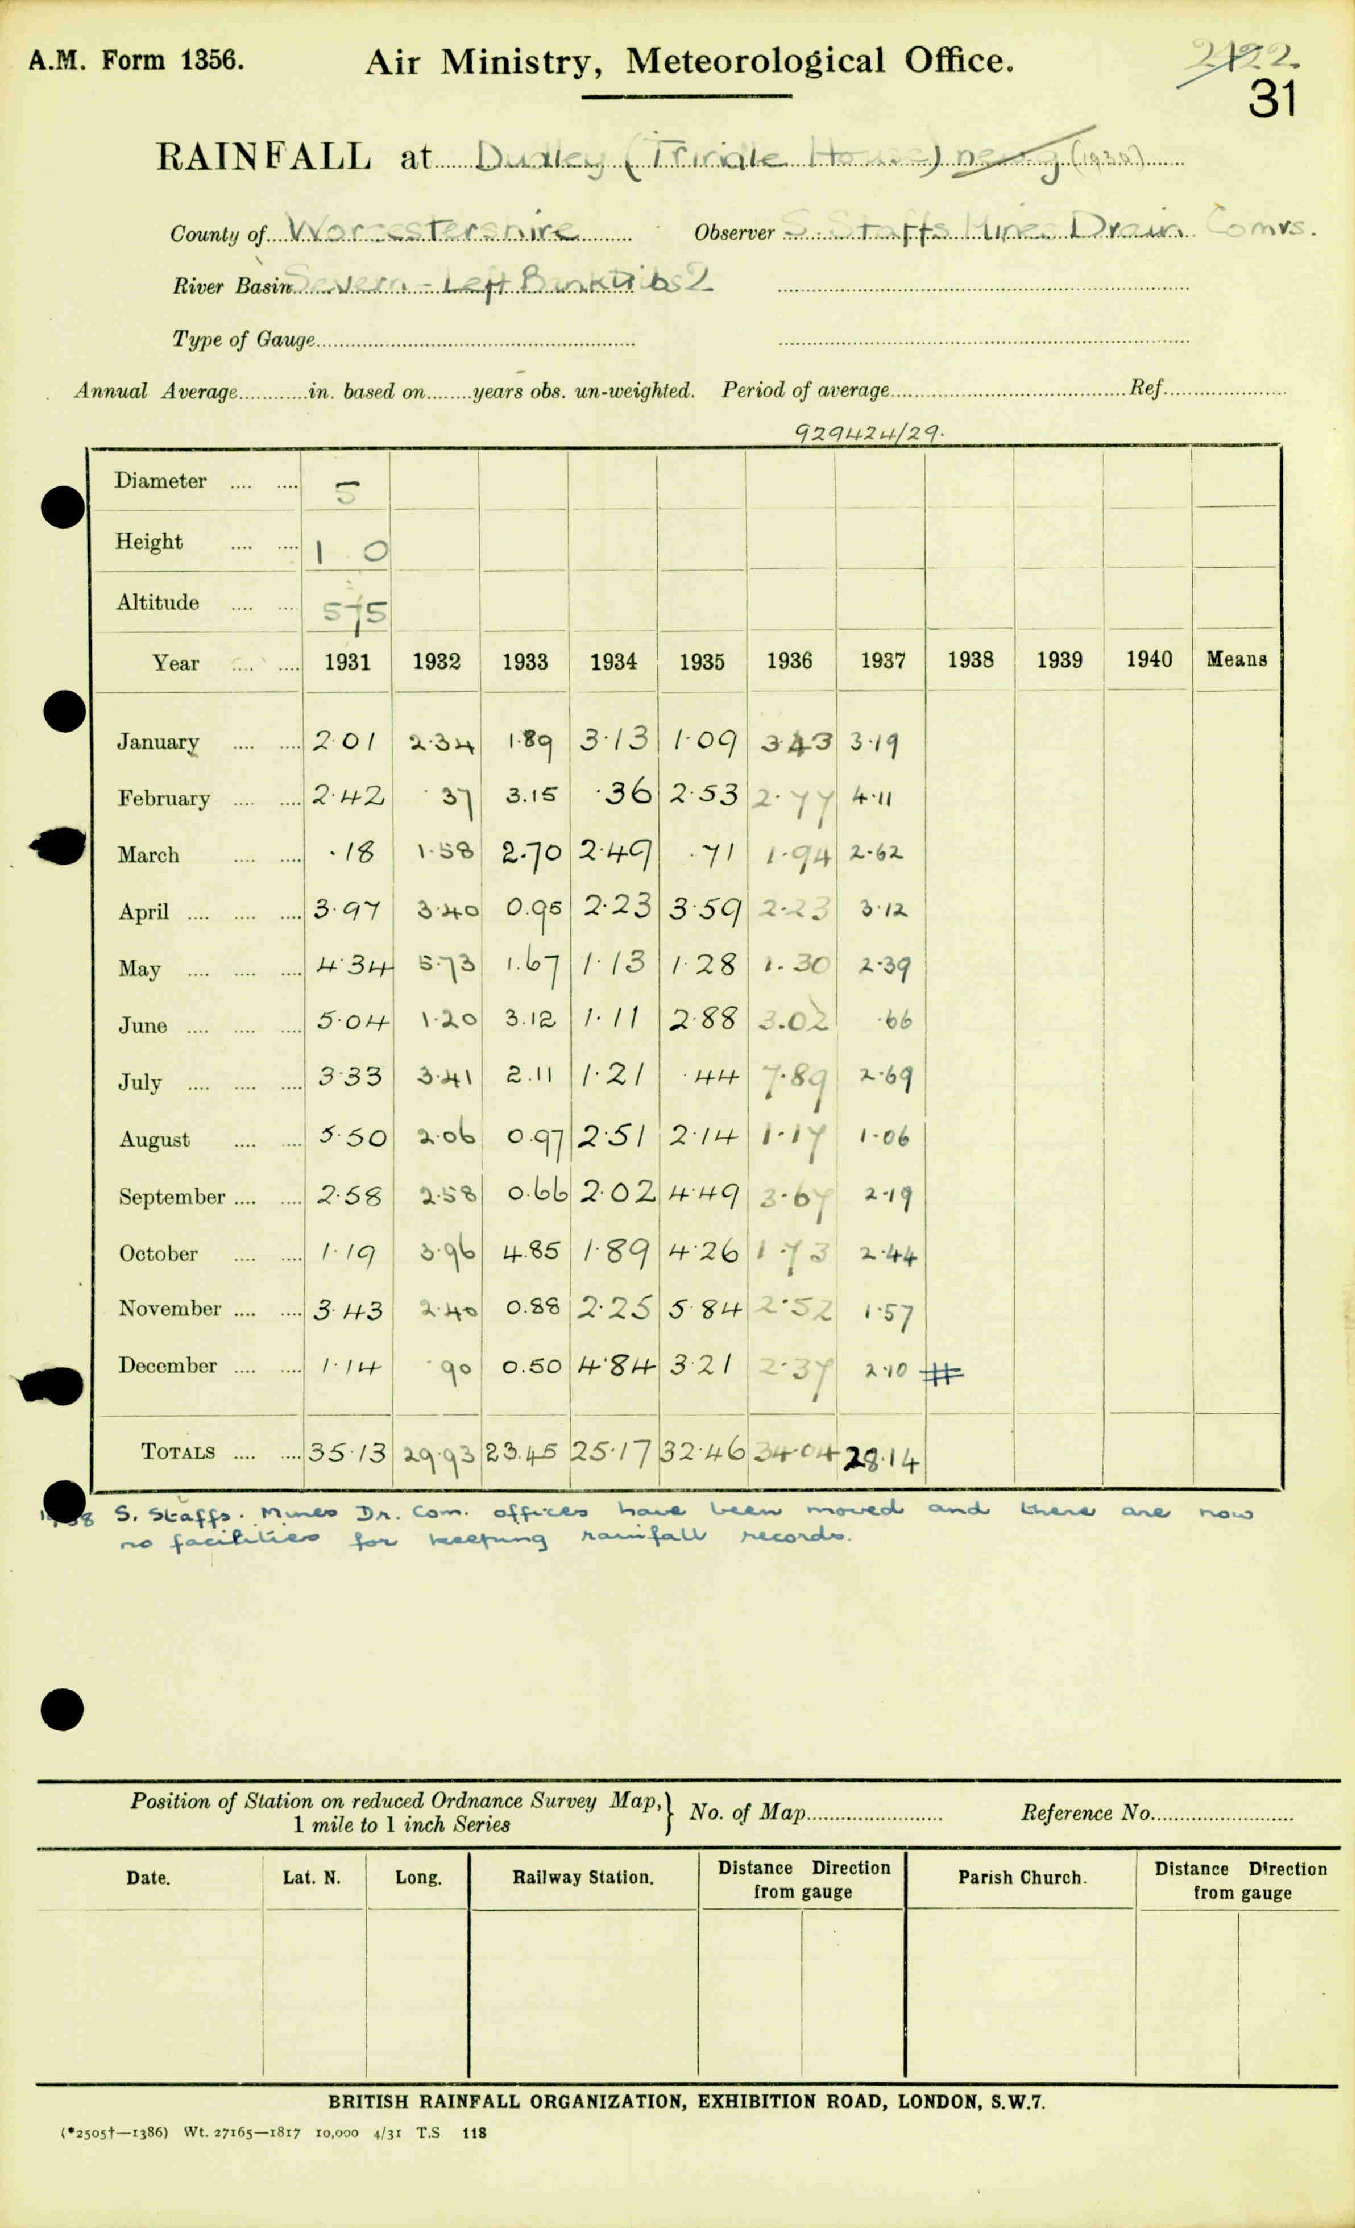 A.M. Form 1356. Air Ministry, Meteorological Office. 2122
31
RAINFALL at Dudley (Trindle House) (1930)
County of Worcestershire Observer S. Staffs Mines Drain Comrs.
River Basin Severn - Left Bank Tribs 2
Type of Gauge
Annual Average in. based on years obs. un-weighted. Period of average Ref.
929424/29.
Diameter 5
Height 1 0
Altitude 575
Year 1931 1932 1933 1934 1935 1936 1937 1938 1939 1940 Means
January 2.01 2.34 1.89 3.13 1.09 3.43 3.19
February 2.42 .37 3.15 .36 2.53 2.77 4.11
March .18 1.58 2.70 2.49 .71 1.94 2.62
April 3.97 3.40 0.95 2.23 3.59 2.23 3.12
May 4.34 5.73 1.67 1.13 1.28 1.30 2.39
June 5.04 1.20 3.12 1.11 2.88 3.02 .66
July 3.33 3.41 2.11 1.21 .44 7.89 2.69
August 5.50 2.06 0.97 2.51 2.14 1.17 1.06
September 2.58 2.58 0.66 2.02 4.49 3.67 2.19
October 1.19 3.96 4.85 1.89 4.26 1.73 2.44
November 3.43 2.40 0.88 2.25 5.84 2.52 1.57
December 1.14 .90 0.50 4.84 3.21 2.37 2.10 #
TOTALS 35.13 29.93 23.45 25.17 32.46 34.04 28.14
1938 S. Staffs. Mines Dr. Com. offices have been moved and there are now
no facilities for keeping rainfall records.
Position of Station on reduced Ordnance Survey Map, } No. of Map Reference No.
1 mile to 1 inch Series
Date. Lat. N. Long. Railway Station. Distance Direction from gauge Parish Church. Distance Direction from gauge
BRITISH RAINFALL ORGANIZATION, EXHIBITION ROAD, LONDON, S.W.7.
(*2505†—1386) Wt. 27165—1817 10,000 4/31 T.S. 118